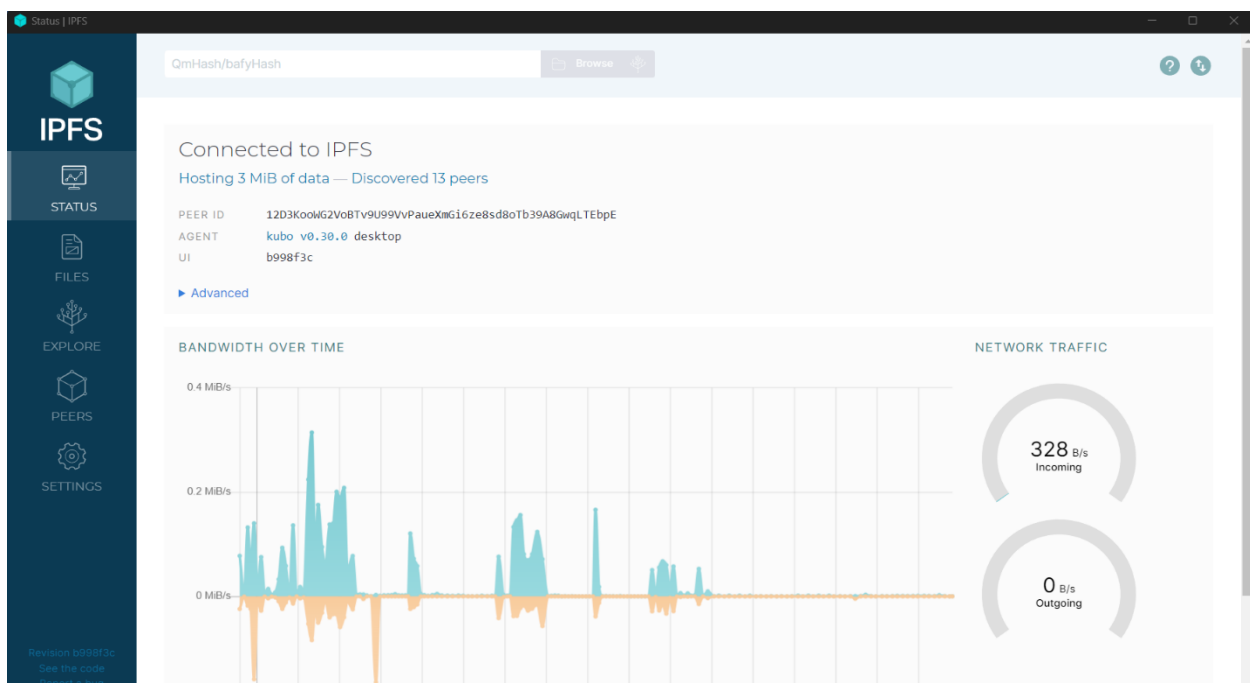 Status | IPFS
QmHash/bafyHash
Browse
IPFS
STATUS
FILES
EXPLORE
PEERS
SETTINGS
Revision b998f3c
See the code
Report a bug
Connected to IPFS
Hosting 3 MiB of data — Discovered 13 peers
PEER ID 12D3KooWG2VoBTv9U99VvPaueXmGi6ze8sd8oTb39A8GwqLTEbpE
AGENT kubo v0.30.0 desktop
UI b998f3c
Advanced
BANDWIDTH OVER TIME
0.4 MiB/s
0.2 MiB/s
0 MiB/s
NETWORK TRAFFIC
328 B/s
Incoming
0 B/s
Outgoing